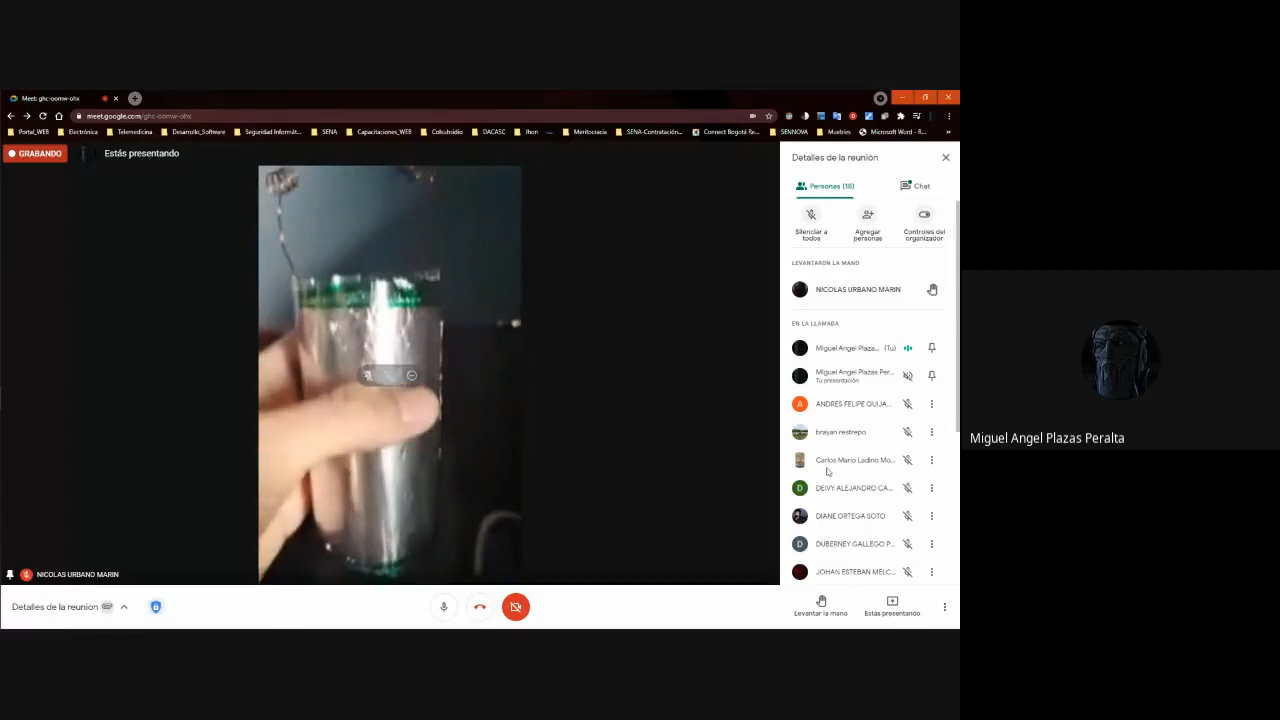 Meet: ghc-oomw-ohx
meet.google.com/ghc-oomw-ohx
Portal_WEB
Electrónica
Telemedicina
Desarrollo_Software
Seguridad Informát...
SENA
Capacitaciones_WEB
Colsubsidio
DACASC
Jhon
Meritocracia
SENA-Contratación...
Connect Bogotá Re...
SENNOVA
Muebles
Microsoft Word - R...
GRABANDO
Estás presentando
Detalles de la reunión
Personas (18)
Chat
Silenciar a todos
Agregar personas
Controles del organizador
LEVANTARON LA MANO
NICOLAS URBANO MARIN
EN LA LLAMADA
Miguel Angel Plaza... (Tú)
Miguel Angel Plazas Per...
Tu presentación
ANDRES FELIPE QUIJA...
brayan restrepo
Carlos Mario Ladino Mo...
DEIVY ALEJANDRO CA...
DIANE ORTEGA SOTO
DUBERNEY GALLEGO P...
JOHAN ESTEBAN MELC...
Miguel Angel Plazas Peralta
NICOLAS URBANO MARIN
Detalles de la reunión
Levantar la mano
Estás presentando